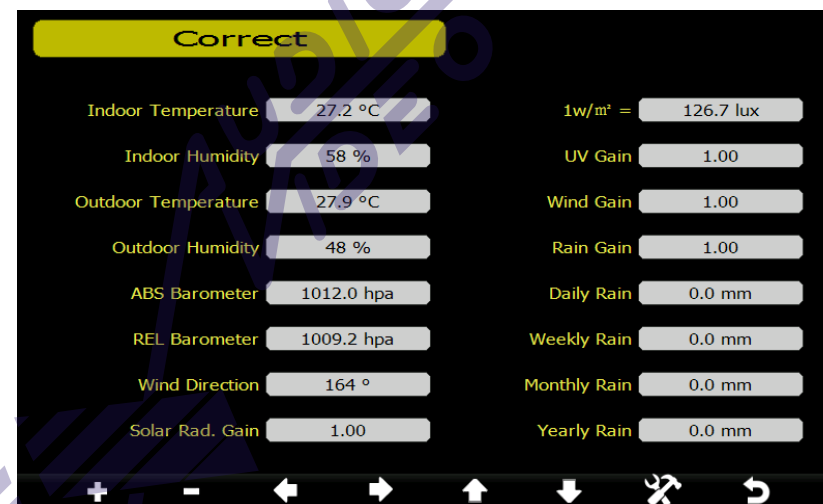 Correct
Indoor Temperature 27.2 °C
Indoor Humidity 58 %
Outdoor Temperature 27.9 °C
Outdoor Humidity 48 %
ABS Barometer 1012.0 hpa
REL Barometer 1009.2 hpa
Wind Direction 164 °
Solar Rad. Gain 1.00
1w/m² = 126.7 lux
UV Gain 1.00
Wind Gain 1.00
Rain Gain 1.00
Daily Rain 0.0 mm
Weekly Rain 0.0 mm
Monthly Rain 0.0 mm
Yearly Rain 0.0 mm